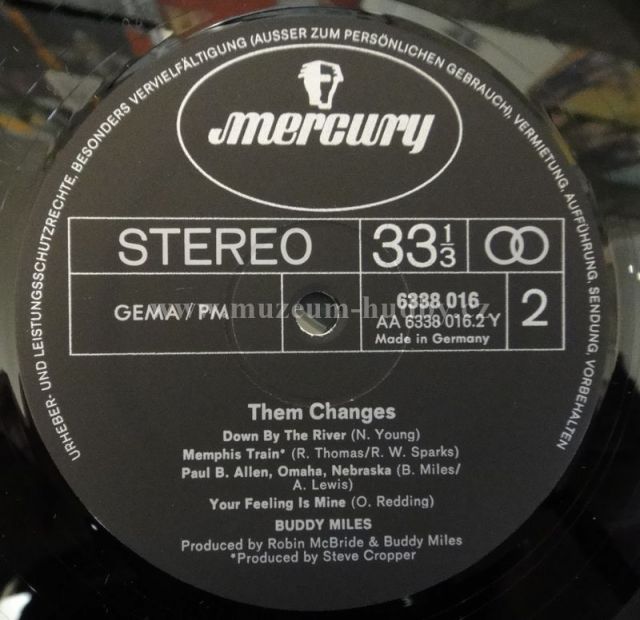 URHEBER- UND LEISTUNGSSCHUTZRECHTE, BESONDERS VERVIELFÄLTIGUNG (AUSSER ZUM PERSÖNLICHEN GEBRAUCH), VERMIETUNG, AUFFÜHRUNG, SENDUNG, VORBEHALTEN
mercury
STEREO 33 1/3
GEMA / PM 6338 016 2
AA 6338 016.2 Y
Made in Germany
Them Changes
Down By The River (N. Young)
Memphis Train* (R. Thomas/R. W. Sparks)
Paul B. Allen, Omaha, Nebraska (B. Miles/
A. Lewis)
Your Feeling Is Mine (O. Redding)
BUDDY MILES
Produced by Robin McBride & Buddy Miles
*Produced by Steve Cropper